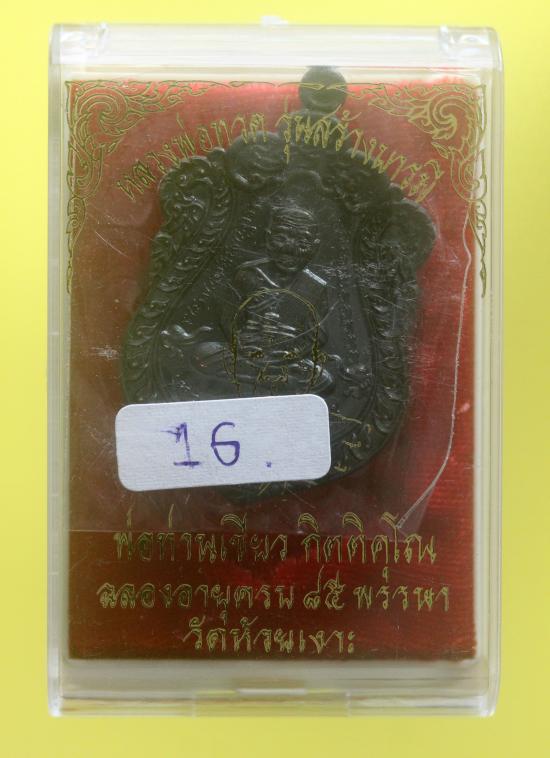 หลวงพ่อทวด รุ่นสร้างบารมี
16.
พ่อท่านเขียว กิตติคุโณ
ฉลองอายุครบ ๘๕ พรรษา
วัดห้วยเงาะ